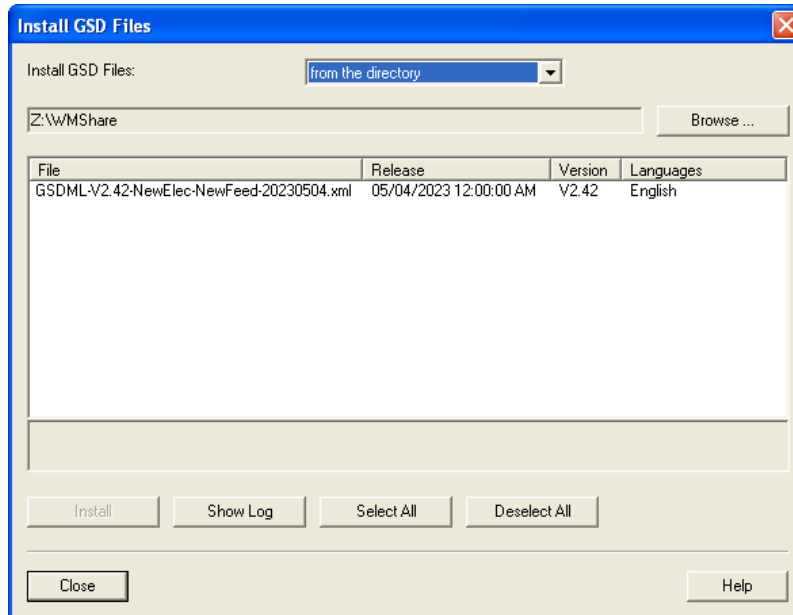 Install GSD Files
Install GSD Files: from the directory
Z:\WMShare Browse ...
File Release Version Languages
GSDML-V2.42-NewElec-NewFeed-20230504.xml 05/04/2023 12:00:00 AM V2.42 English
Install Show Log Select All Deselect All
Close Help